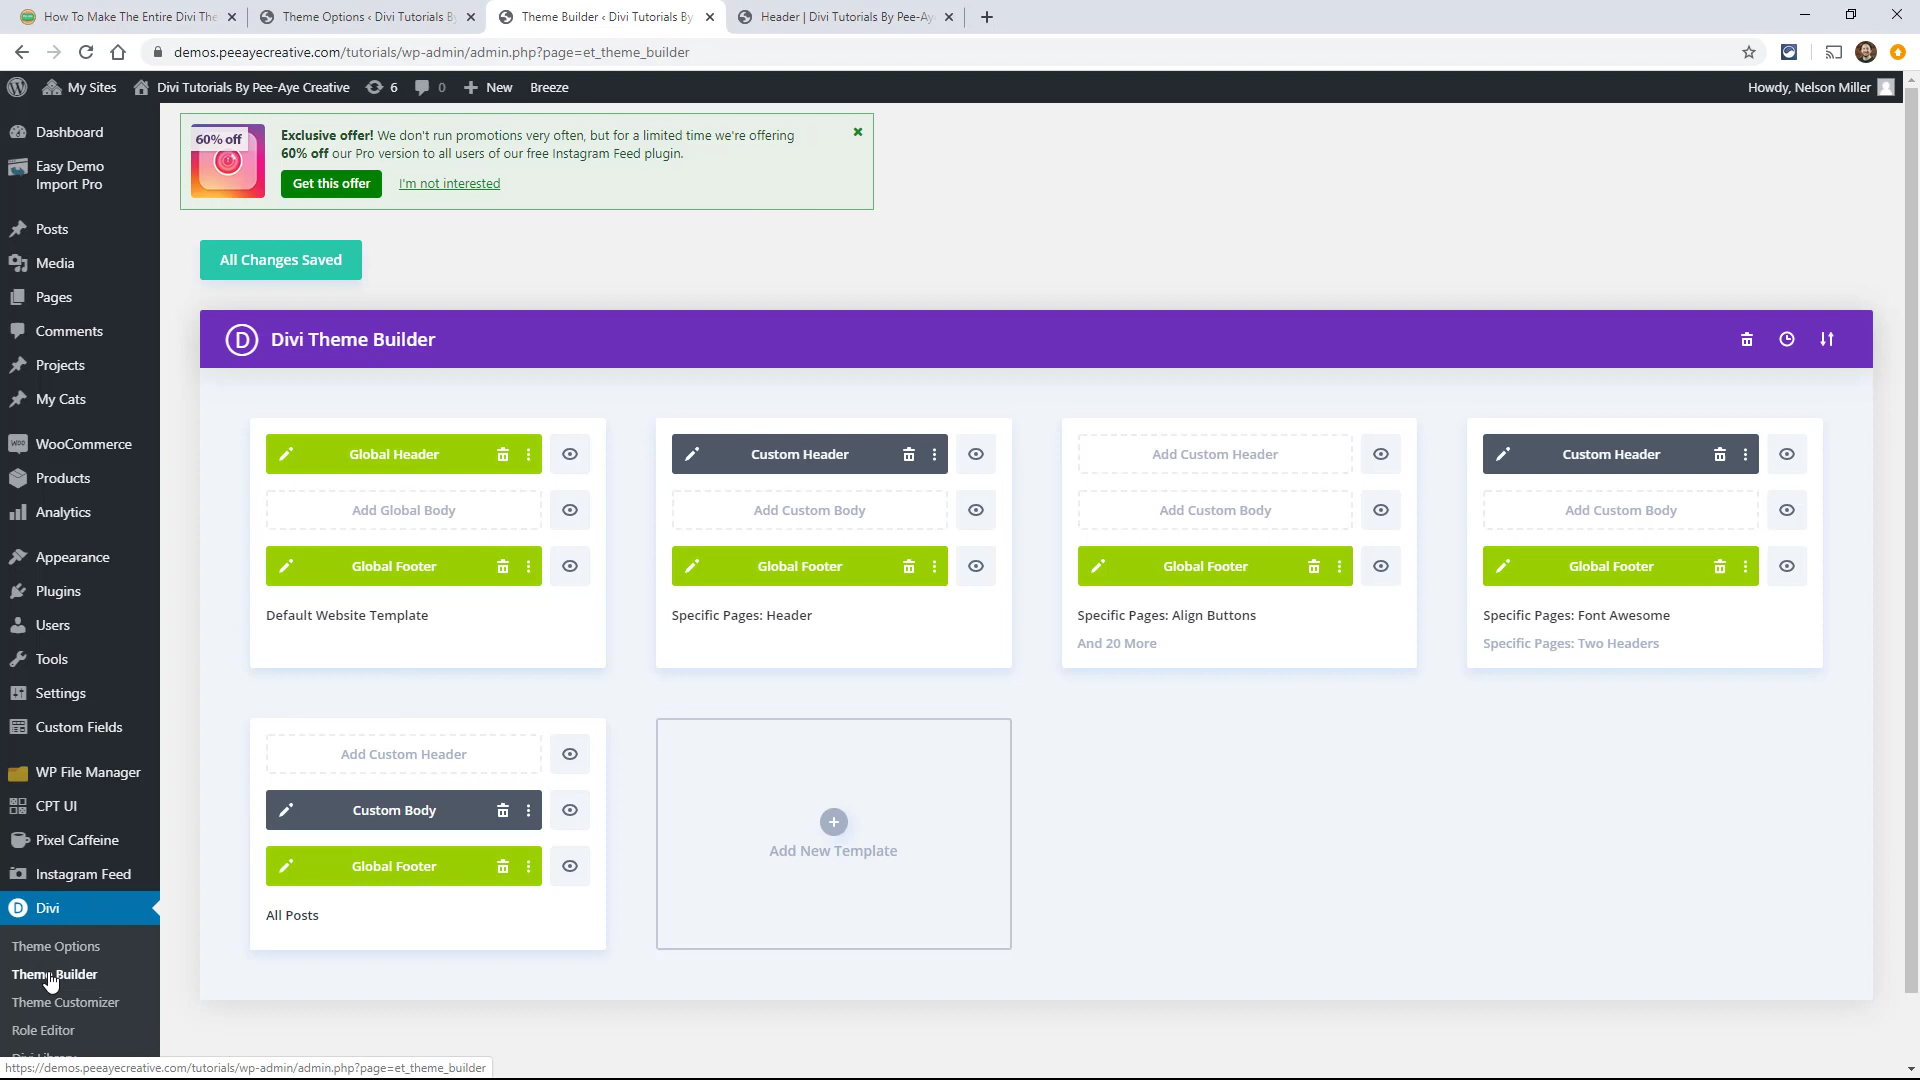 How To Make The Entire Divi The
Theme Options ‹ Divi Tutorials By
Theme Builder ‹ Divi Tutorials By
Header | Divi Tutorials By Pee-Ay
demos.peeayecreative.com/tutorials/wp-admin/admin.php?page=et_theme_builder
My Sites
Divi Tutorials By Pee-Aye Creative
6
0
New
Breeze
Howdy, Nelson Miller
Dashboard
Easy Demo
Import Pro
Posts
Media
Pages
Comments
Projects
My Cats
WooCommerce
Products
Analytics
Appearance
Plugins
Users
Tools
Settings
Custom Fields
WP File Manager
CPT UI
Pixel Caffeine
Instagram Feed
Divi
Theme Options
Theme Builder
Theme Customizer
Role Editor
Divi Library
60% off
Exclusive offer! We don't run promotions very often, but for a limited time we're offering
60% off our Pro version to all users of our free Instagram Feed plugin.
Get this offer
I'm not interested
All Changes Saved
D
Divi Theme Builder
Global Header
Add Global Body
Global Footer
Default Website Template
Custom Header
Add Custom Body
Global Footer
Specific Pages: Header
Add Custom Header
Add Custom Body
Global Footer
Specific Pages: Align Buttons
And 20 More
Custom Header
Add Custom Body
Global Footer
Specific Pages: Font Awesome
Specific Pages: Two Headers
Add Custom Header
Custom Body
Global Footer
All Posts
Add New Template
https://demos.peeayecreative.com/tutorials/wp-admin/admin.php?page=et_theme_builder